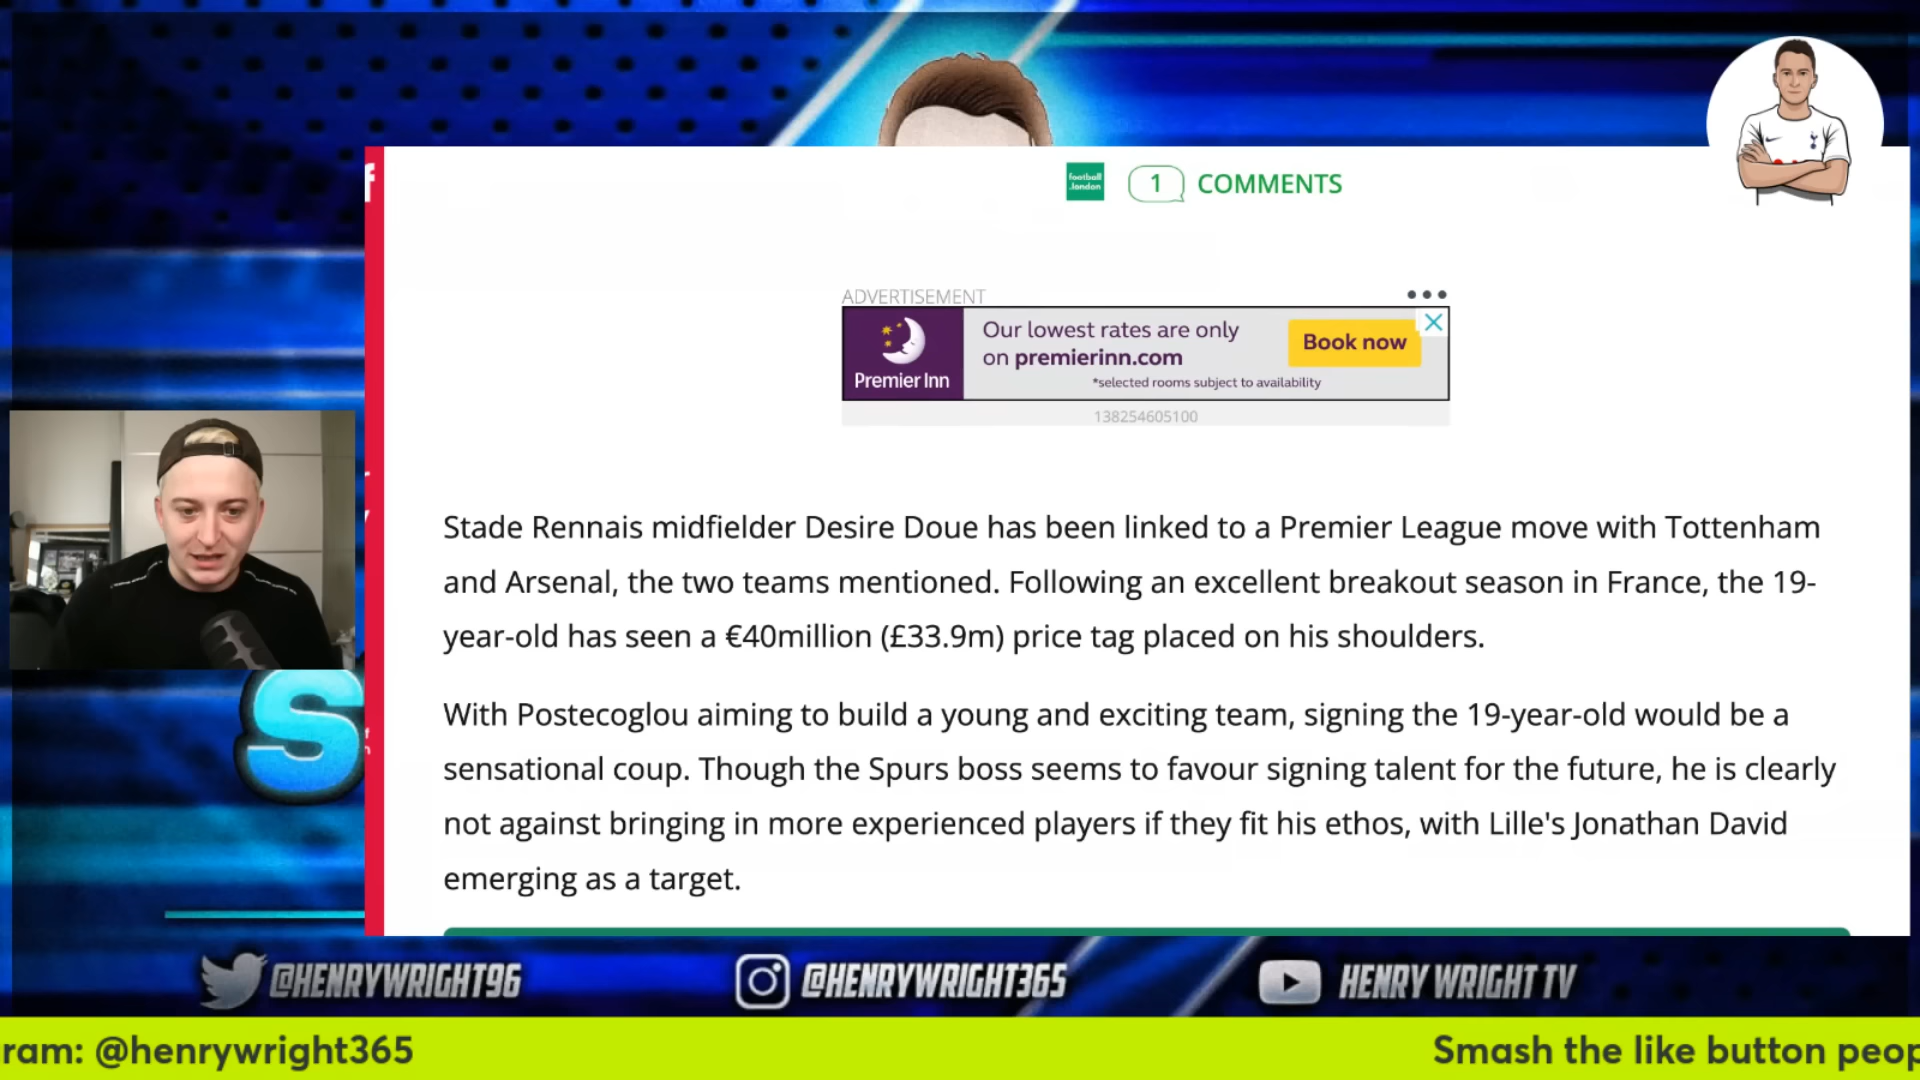 football
.london
1 COMMENTS
ADVERTISEMENT
Our lowest rates are only
on premierinn.com
Book now
Premier Inn
*selected rooms subject to availability
138254605100
Stade Rennais midfielder Desire Doue has been linked to a Premier League move with Tottenham
and Arsenal, the two teams mentioned. Following an excellent breakout season in France, the 19-
year-old has seen a €40million (£33.9m) price tag placed on his shoulders.
With Postecoglou aiming to build a young and exciting team, signing the 19-year-old would be a
sensational coup. Though the Spurs boss seems to favour signing talent for the future, he is clearly
not against bringing in more experienced players if they fit his ethos, with Lille's Jonathan David
emerging as a target.
S
@HENRYWRIGHT96
@HENRYWRIGHT365
HENRY WRIGHT TV
ram: @henrywright365
Smash the like button peop